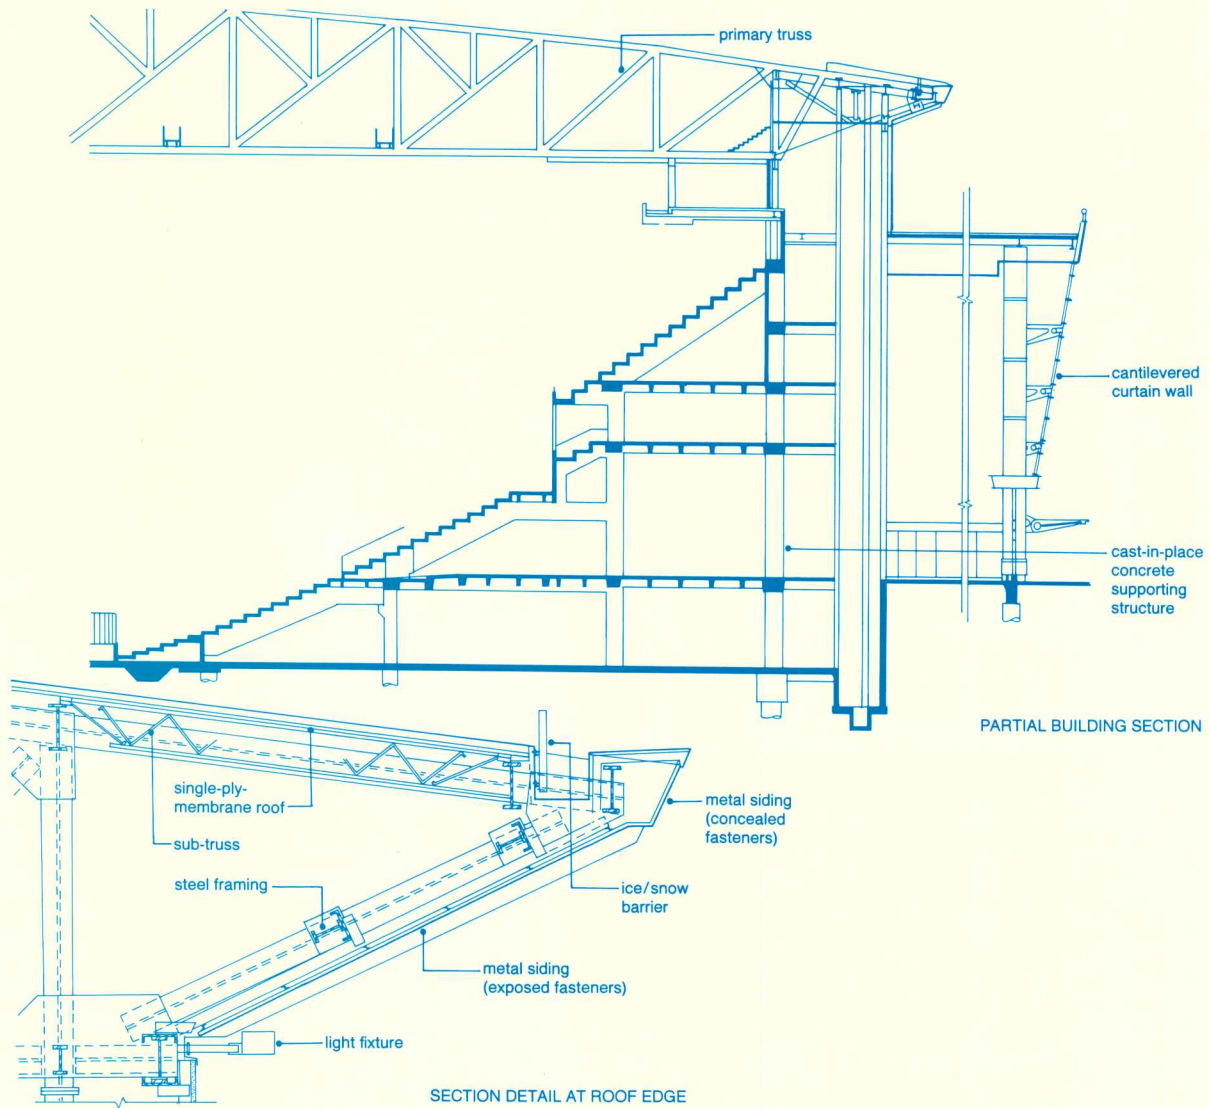 primary truss
cantilevered
curtain wall
cast-in-place
concrete
supporting
structure
PARTIAL BUILDING SECTION
single-ply-
membrane roof
sub-truss
steel framing
metal siding
(concealed
fasteners)
ice/snow
barrier
metal siding
(exposed fasteners)
light fixture
SECTION DETAIL AT ROOF EDGE